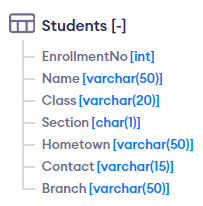 Students [-]
EnrollmentNo [int]
Name [varchar(50)]
Class [varchar(20)]
Section [char(1)]
Hometown [varchar(50)]
Contact [varchar(15)]
Branch [varchar(50)]